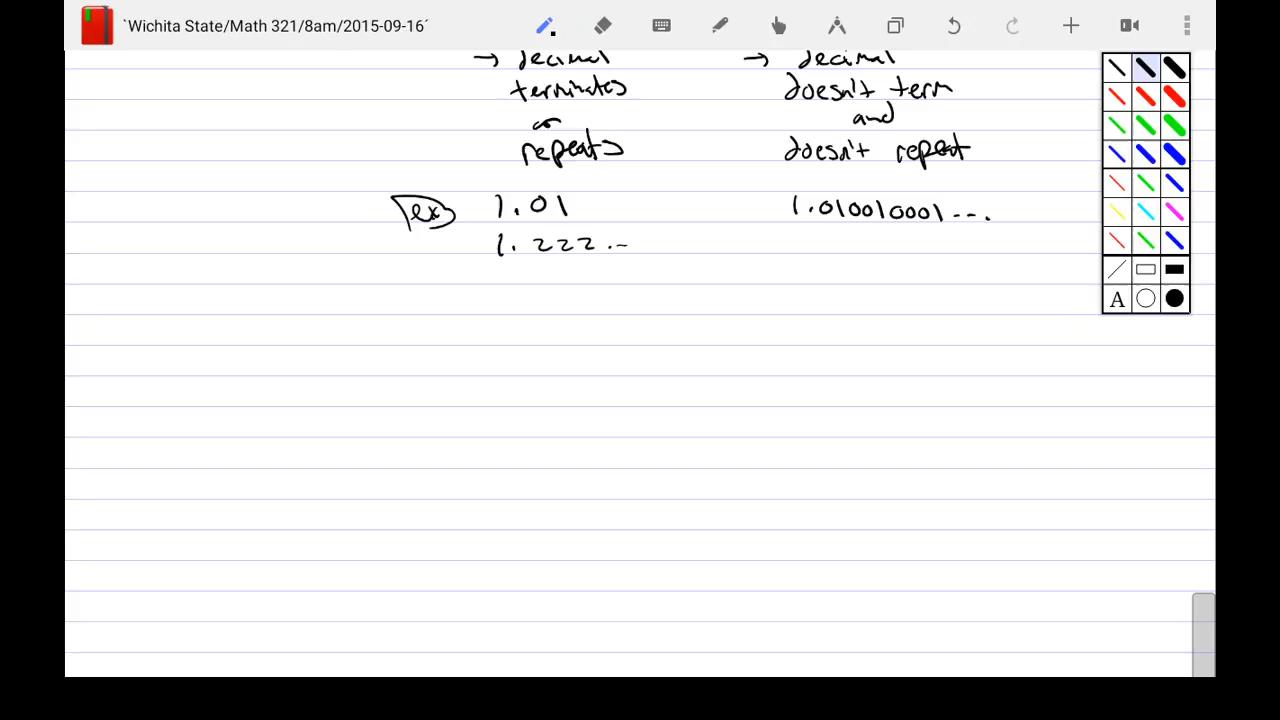 `Wichita State/Math 321/8am/2015-09-16´
→ decimal → decimal
terminates doesn't term
or and
repeats doesn't repeat
ex 1.01 1.010010001...
1.222...
A